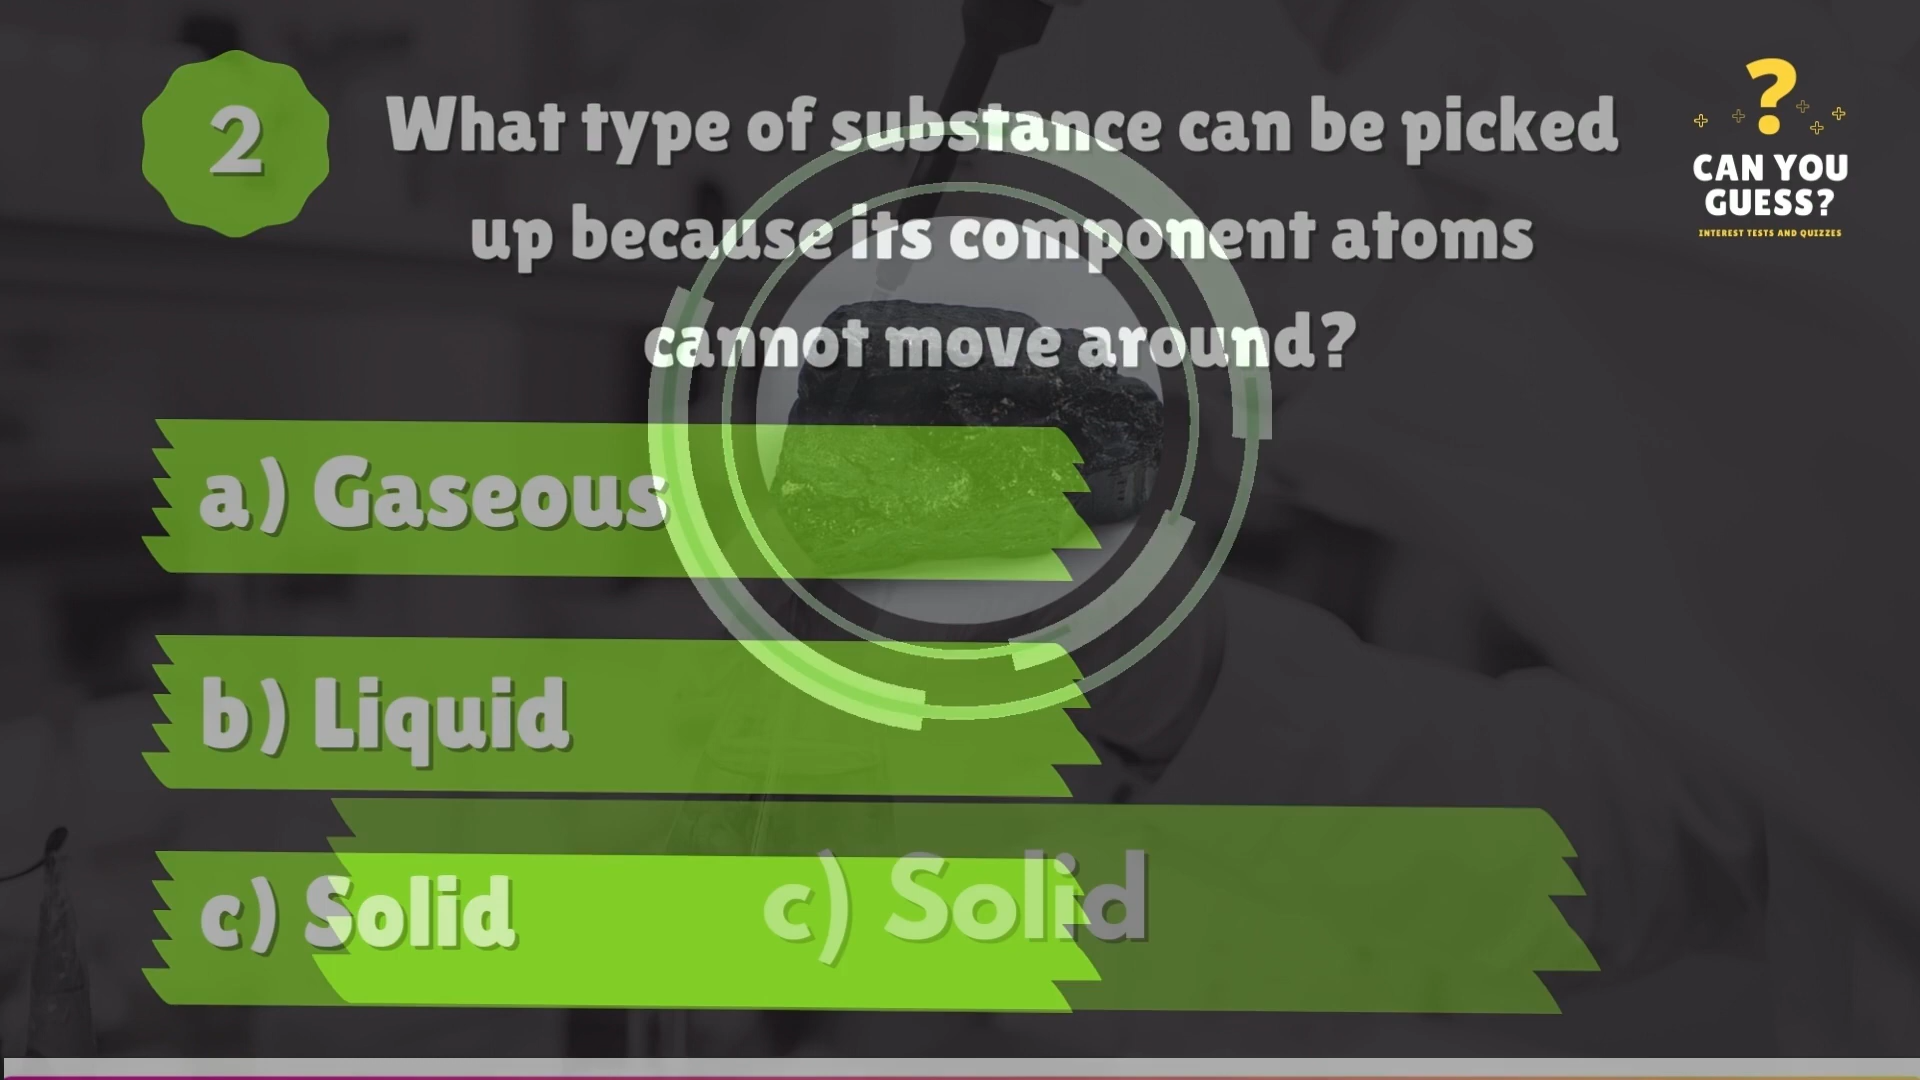 2
What type of substance can be picked
up because its component atoms
cannot move around?
?
CAN YOU
GUESS?
INTEREST TESTS AND QUIZZES
a) Gaseous
b) Liquid
c) Solid
c) Solid